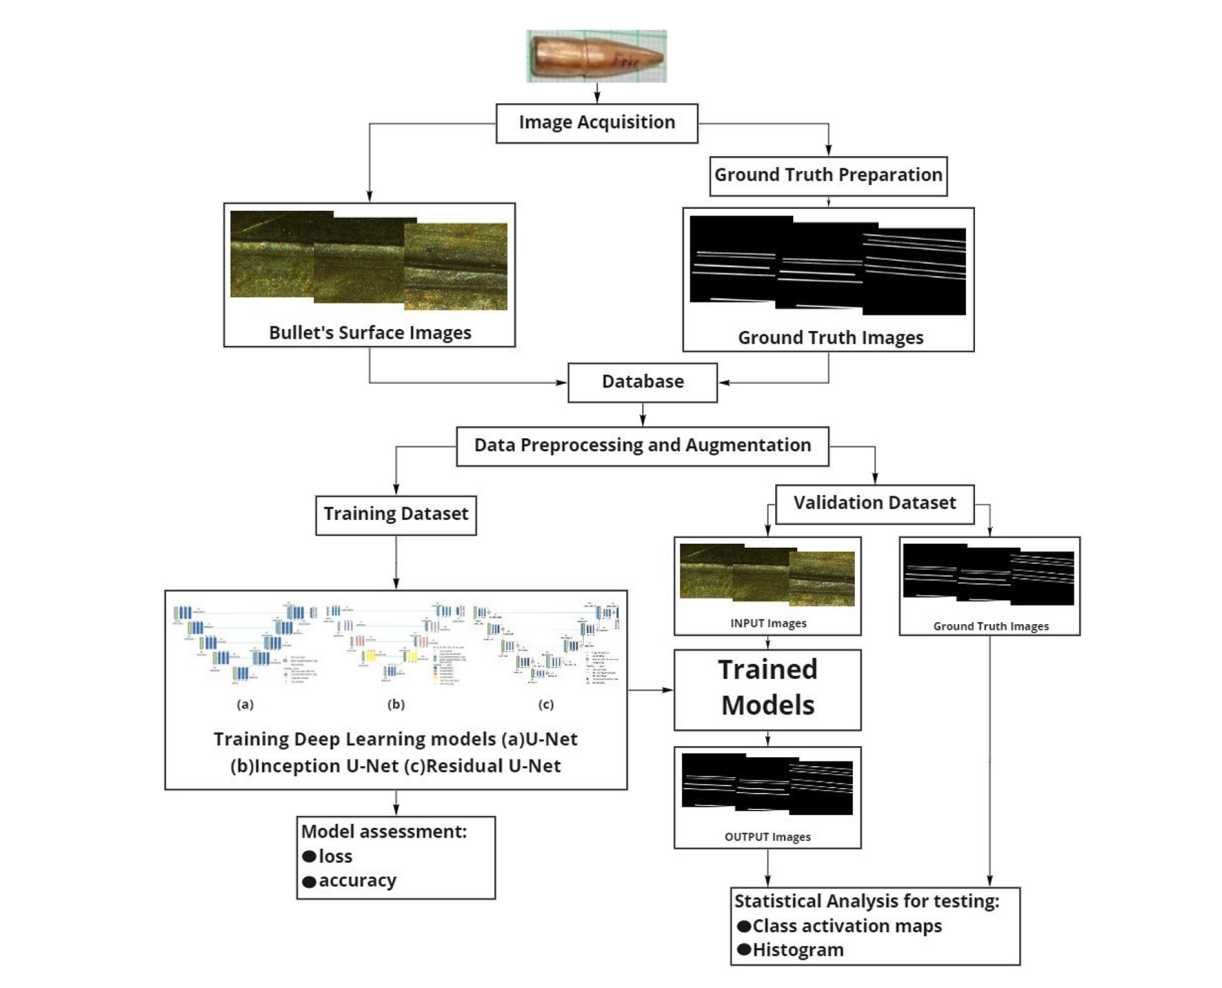 Image Acquisition
Ground Truth Preparation
Bullet's Surface Images
Ground Truth Images
Database
Data Preprocessing and Augmentation
Training Dataset
Validation Dataset
INPUT Images
Ground Truth Images
Trained
Models
(a)
(b)
(c)
Training Deep Learning models (a)U-Net
(b)Inception U-Net (c)Residual U-Net
OUTPUT Images
Model assessment:
●loss
●accuracy
Statistical Analysis for testing:
●Class activation maps
●Histogram